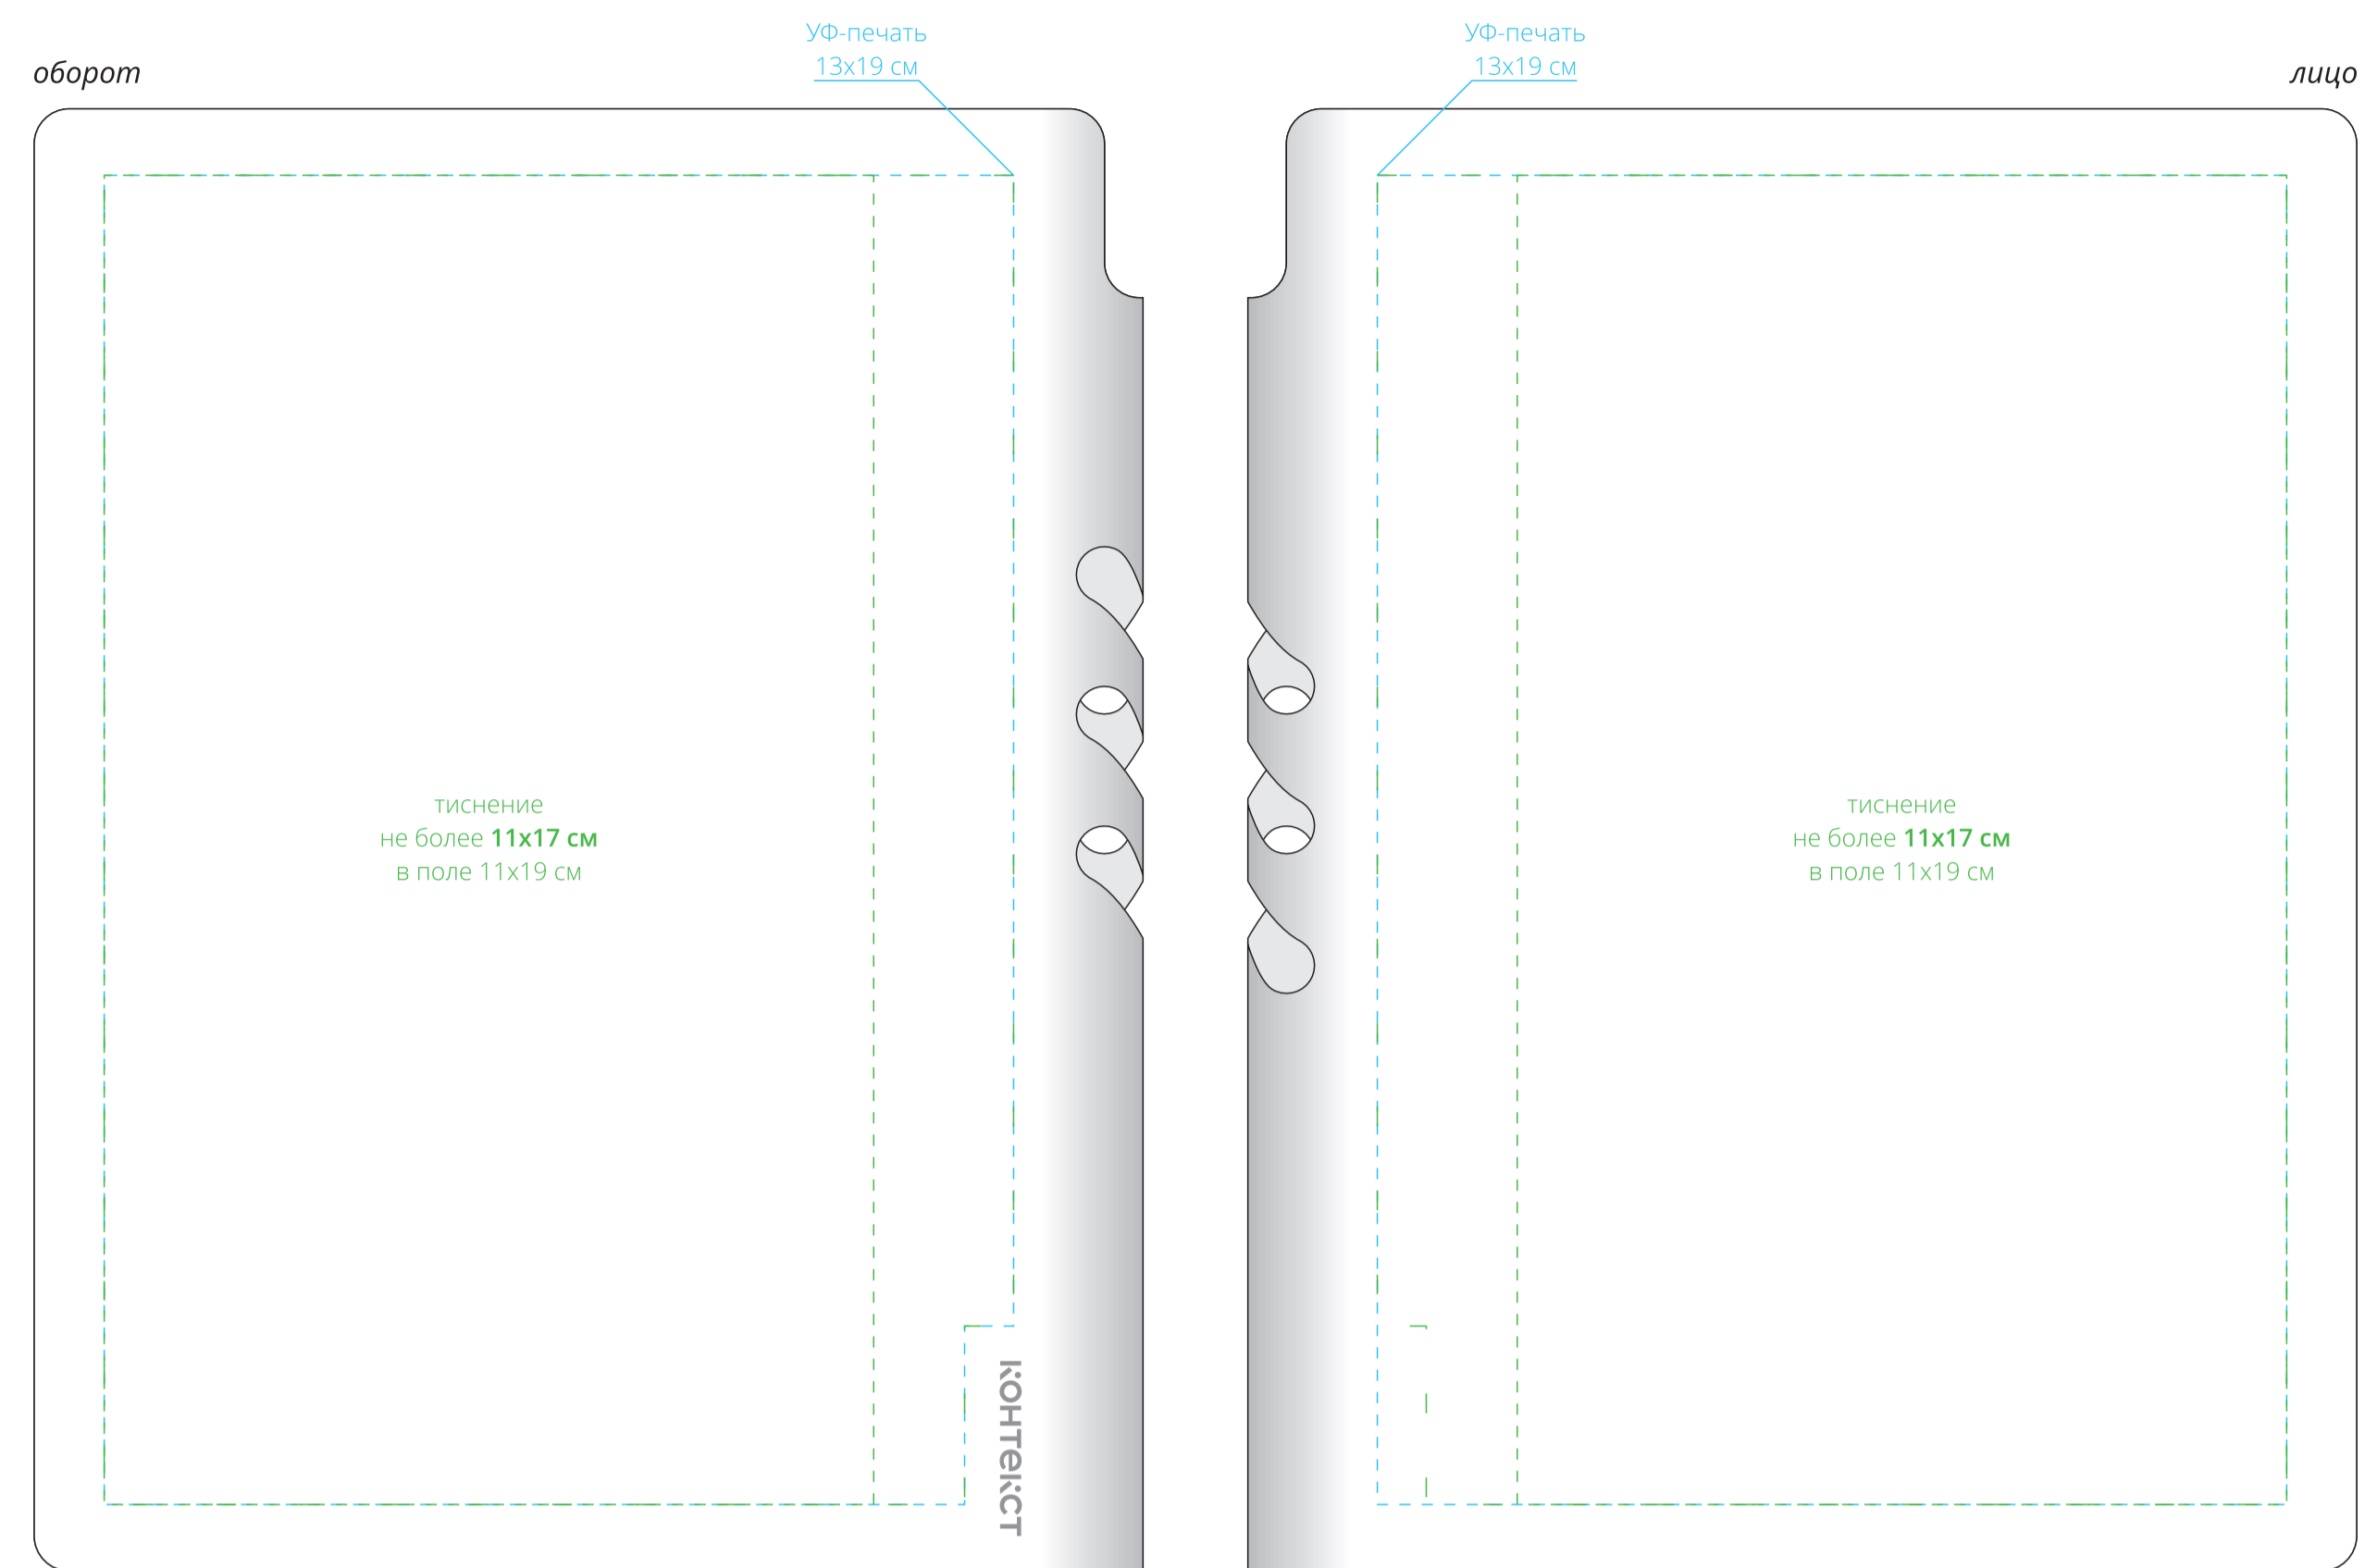 УФ-печать
13х19 см
УФ-печать
13х19 см
оборот
лицо
тиснение
не более 11х17 см
в поле 11х19 см
тиснение
не более 11х17 см
в поле 11х19 см
контекст